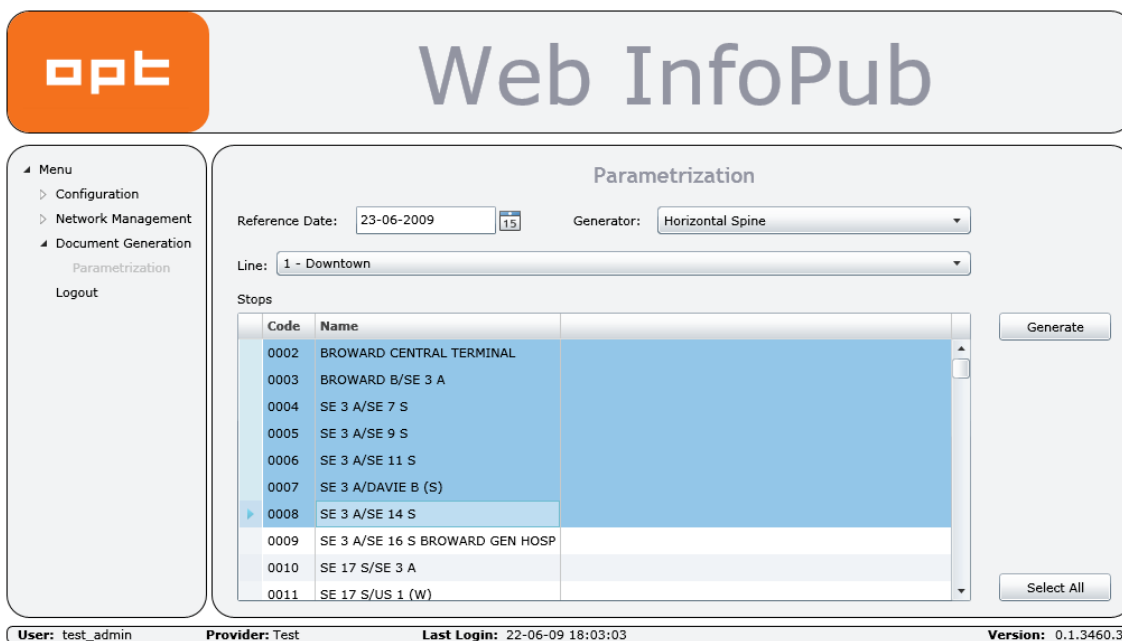 opt
Web InfoPub
Menu
Configuration
Network Management
Document Generation
Parametrization
Logout
Parametrization
Reference Date: 23-06-2009 15 Generator: Horizontal Spine
Line: 1 - Downtown
Stops
Code Name
0002 BROWARD CENTRAL TERMINAL
0003 BROWARD B/SE 3 A
0004 SE 3 A/SE 7 S
0005 SE 3 A/SE 9 S
0006 SE 3 A/SE 11 S
0007 SE 3 A/DAVIE B (S)
0008 SE 3 A/SE 14 S
0009 SE 3 A/SE 16 S BROWARD GEN HOSP
0010 SE 17 S/SE 3 A
0011 SE 17 S/US 1 (W)
Generate
Select All
User: test_admin Provider: Test Last Login: 22-06-09 18:03:03 Version: 0.1.3460.3